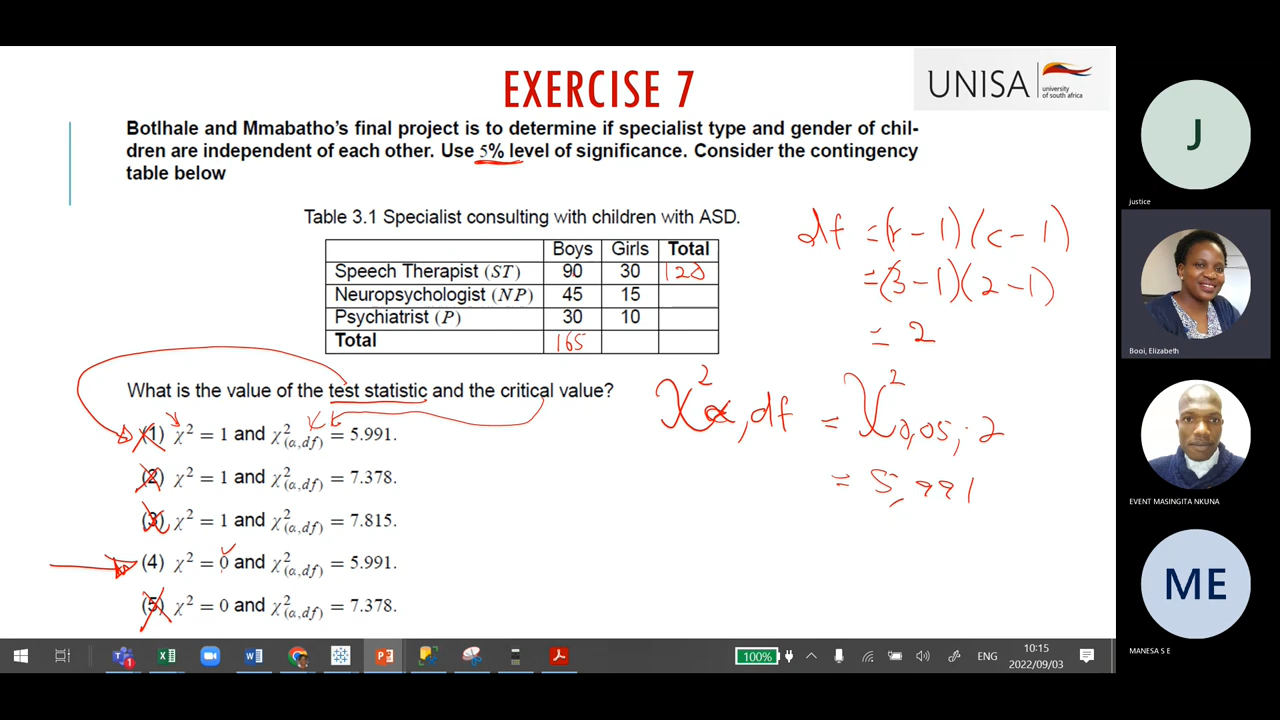 EXERCISE 7
UNISA
university
of south africa
Botlhale and Mmabatho's final project is to determine if specialist type and gender of chil-
dren are independent of each other. Use 5% level of significance. Consider the contingency
table below
Table 3.1 Specialist consulting with children with ASD.
Boys Girls Total
Speech Therapist (ST) 90 30 120
Neuropsychologist (NP) 45 15
Psychiatrist (P) 30 10
Total 165
df = (r - 1)(c - 1)
= (3 - 1)(2 - 1)
= 2
What is the value of the test statistic and the critical value?
(1) χ² = 1 and χ²(α,df) = 5.991.
(2) χ² = 1 and χ²(α,df) = 7.378.
(3) χ² = 1 and χ²(α,df) = 7.815.
(4) χ² = 0 and χ²(α,df) = 5.991.
(5) χ² = 0 and χ²(α,df) = 7.378.
χ²α,df = χ²0,05; 2
= 5,991
J
justice
Booi, Elizabeth
EVENT MASINGITA NKUNA
ME
MANESA S E
1
100%
ENG
10:15
2022/09/03